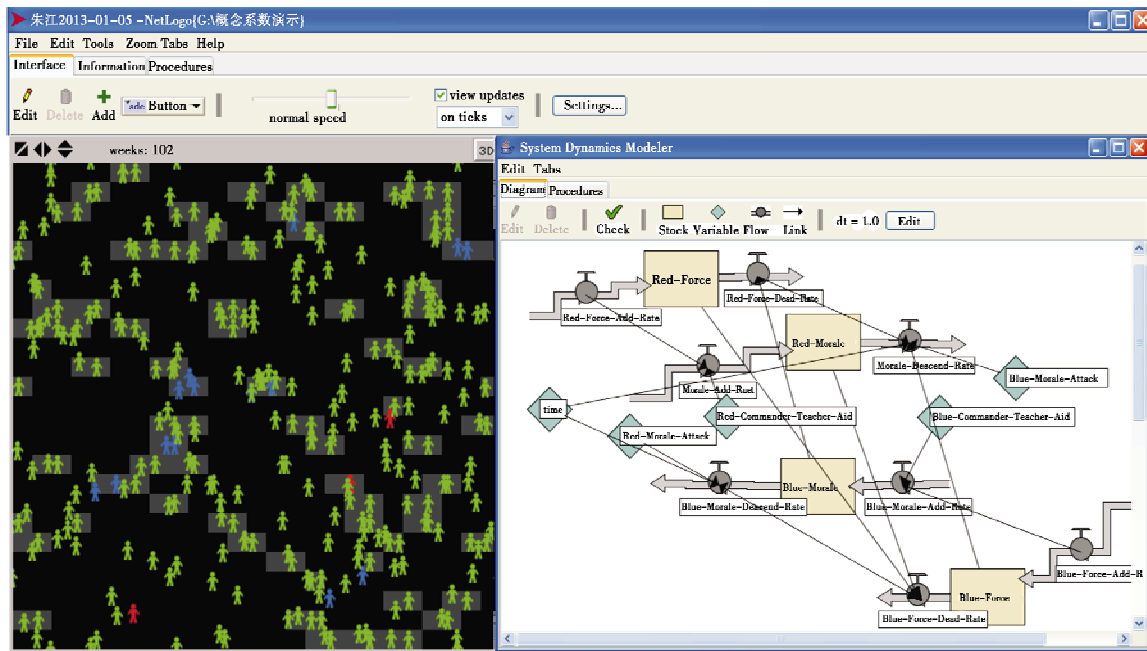 朱江2013-01-05 -NetLogo{G:\概念系数演示}
File Edit Tools Zoom Tabs Help
Interface Information Procedures
Edit Delete Add Button normal speed view updates on ticks Settings...
weeks: 102 3D
System Dynamics Modeler
Edit Tabs
Diagram Procedures
Edit Delete Check Stock Variable Flow Link dt = 1.0 Edit
Red-Force
Red-Force-Dead-Rate
Red-Force-Add-Rate
Red-Morale
Morale-Descend-Rate
Blue-Morale-Attack
Morale-Add-Ruet
time
Red-Commander-Teacher-Aid
Blue-Commander-Teacher-Aid
Red-Morale-Attack
Blue-Morale
Blue-Morale-Descend-Rate
Blue-Morale-Add-Rate
Blue-Force-Add-R
Blue-Force
Blue-Force-Dead-Rate